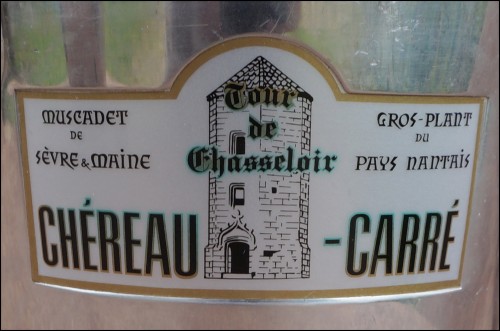 MUSCADET
DE
SÈVRE & MAINE
Tour
de
Chasseloir
GROS-PLANT
DU
PAYS NANTAIS
CHÉREAU-CARRÉ